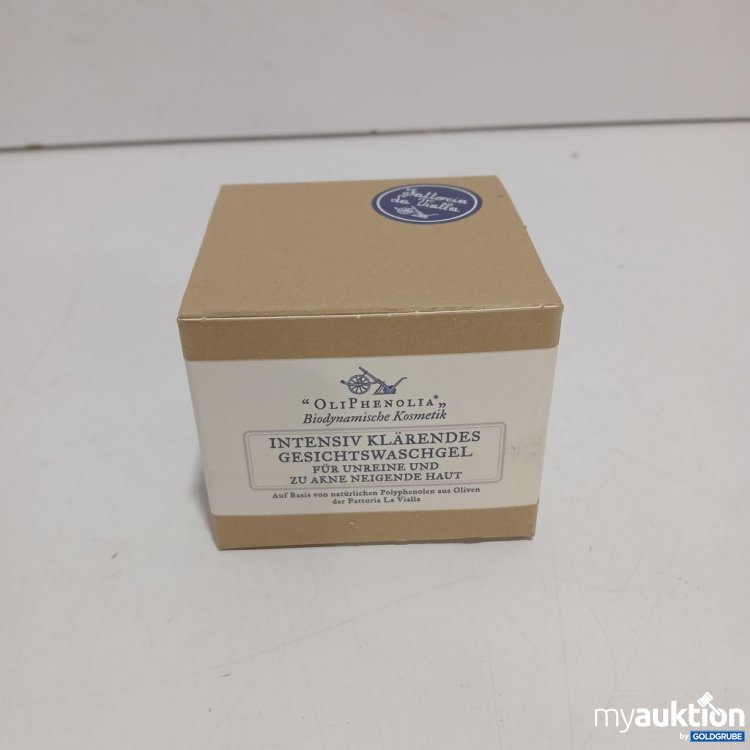 Fattoria
La Vialla
“OLIPHENOLIA®„
Biodynamische Kosmetik
INTENSIV KLÄRENDES
GESICHTSWASCHGEL
FÜR UNREINE UND
ZU AKNE NEIGENDE HAUT
Auf Basis von natürlichen Polyphenolen aus Oliven
der Fattoria La Vialla
myauktion
by GOLDGRUBE